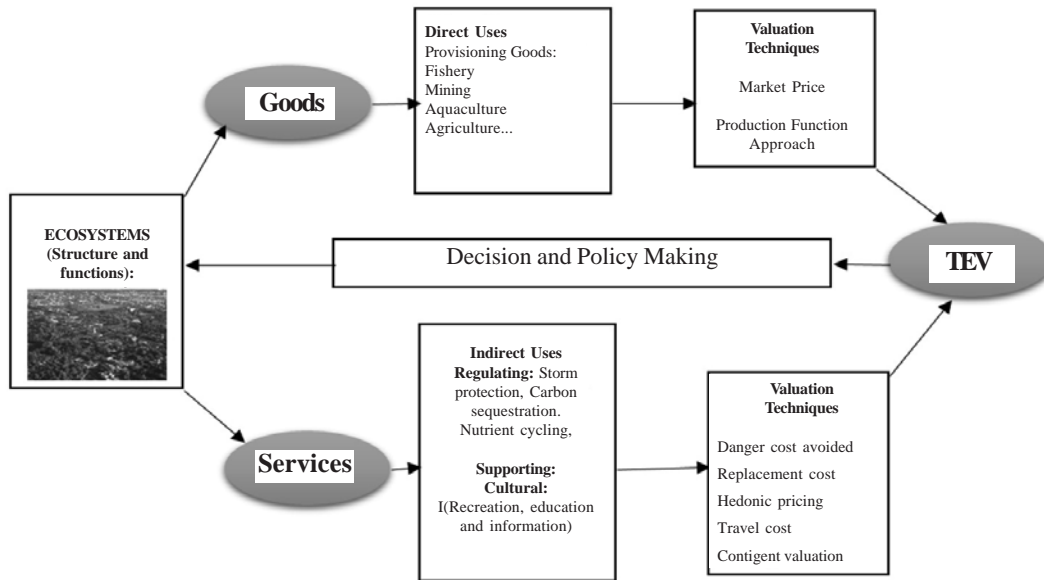 Goods
Direct Uses
Provisioning Goods:
Fishery
Mining
Aquaculture
Agriculture...
Valuation
Techniques
Market Price
Production Function
Approach
ECOSYSTEMS
(Structure and
functions):
Decision and Policy Making
TEV
Services
Indirect Uses
Regulating: Storm
protection, Carbon
sequestration.
Nutrient cycling,
Supporting:
Cultural:
I(Recreation, education
and information)
Valuation
Techniques
Danger cost avoided
Replacement cost
Hedonic pricing
Travel cost
Contigent valuation